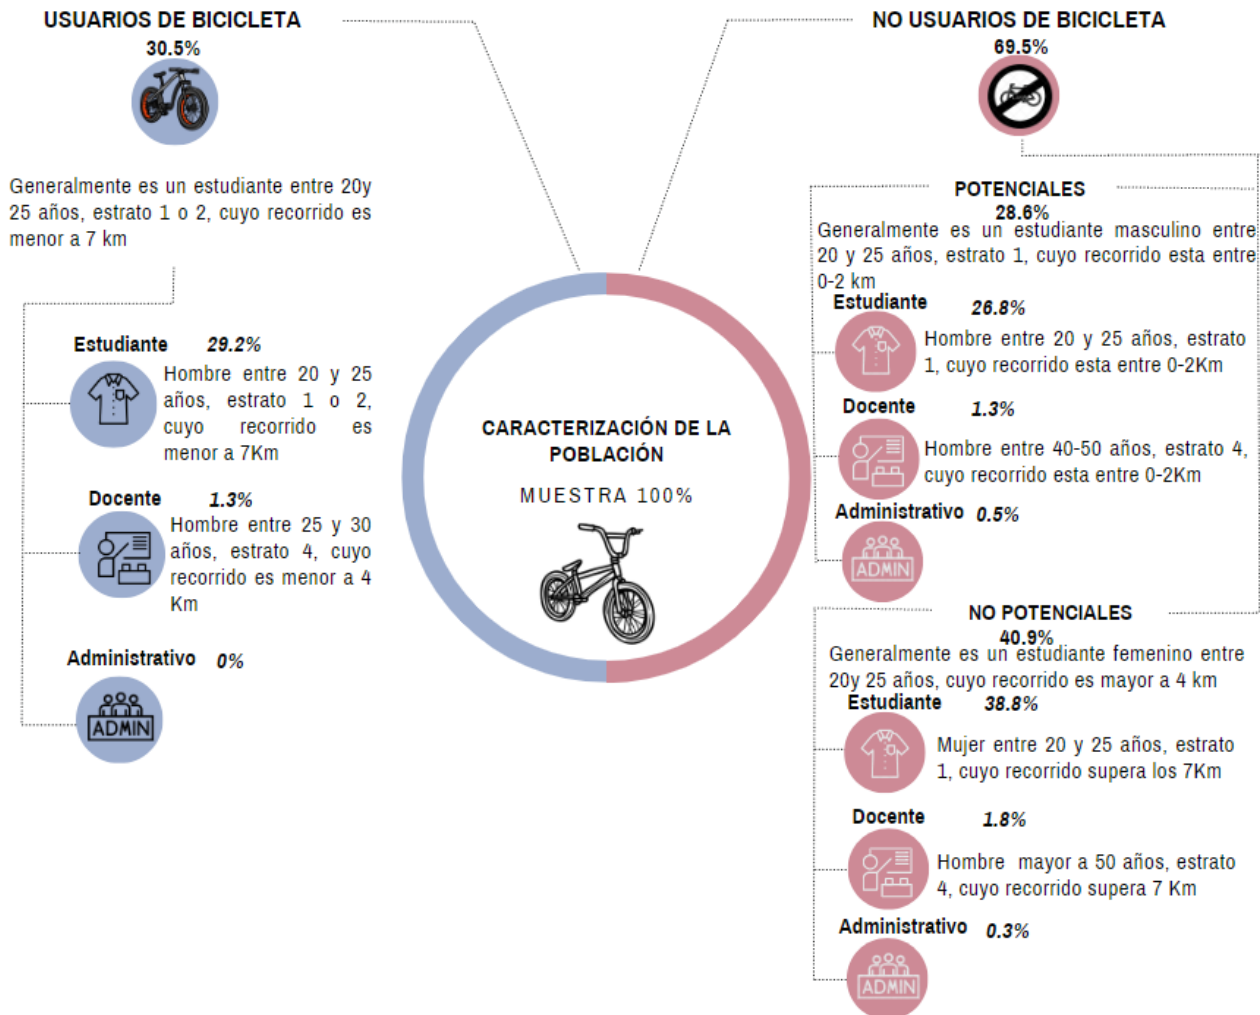 USUARIOS DE BICICLETA
30.5%
Generalmente es un estudiante entre 20y
25 años, estrato 1 o 2, cuyo recorrido es
menor a 7 km
Estudiante 29.2%
Hombre entre 20 y 25
años, estrato 1 o 2,
cuyo recorrido es
menor a 7Km
Docente 1.3%
Hombre entre 25 y 30
años, estrato 4, cuyo
recorrido es menor a 4
Km
Administrativo 0%
ADMIN
CARACTERIZACIÓN DE LA
POBLACIÓN
MUESTRA 100%
NO USUARIOS DE BICICLETA
69.5%
POTENCIALES
28.6%
Generalmente es un estudiante masculino entre
20 y 25 años, estrato 1, cuyo recorrido esta entre
0-2 km
Estudiante 26.8%
Hombre entre 20 y 25 años, estrato
1, cuyo recorrido esta entre 0-2Km
Docente 1.3%
Hombre entre 40-50 años, estrato 4,
cuyo recorrido esta entre 0-2Km
Administrativo 0.5%
ADMIN
NO POTENCIALES
40.9%
Generalmente es un estudiante femenino entre
20y 25 años, cuyo recorrido es mayor a 4 km
Estudiante 38.8%
Mujer entre 20 y 25 años, estrato
1, cuyo recorrido supera los 7Km
Docente 1.8%
Hombre mayor a 50 años, estrato
4, cuyo recorrido supera 7 Km
Administrativo 0.3%
ADMIN